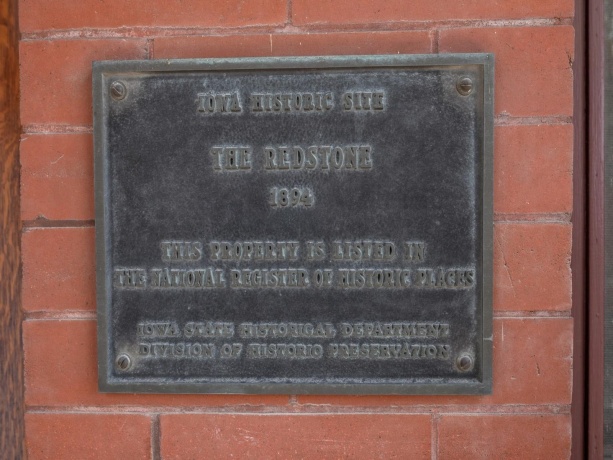 IOWA HISTORIC SITE
THE REDSTONE
1894
THIS PROPERTY IS LISTED IN
THE NATIONAL REGISTER OF HISTORIC PLACES
IOWA STATE HISTORICAL DEPARTMENT
DIVISION OF HISTORIC PRESERVATION